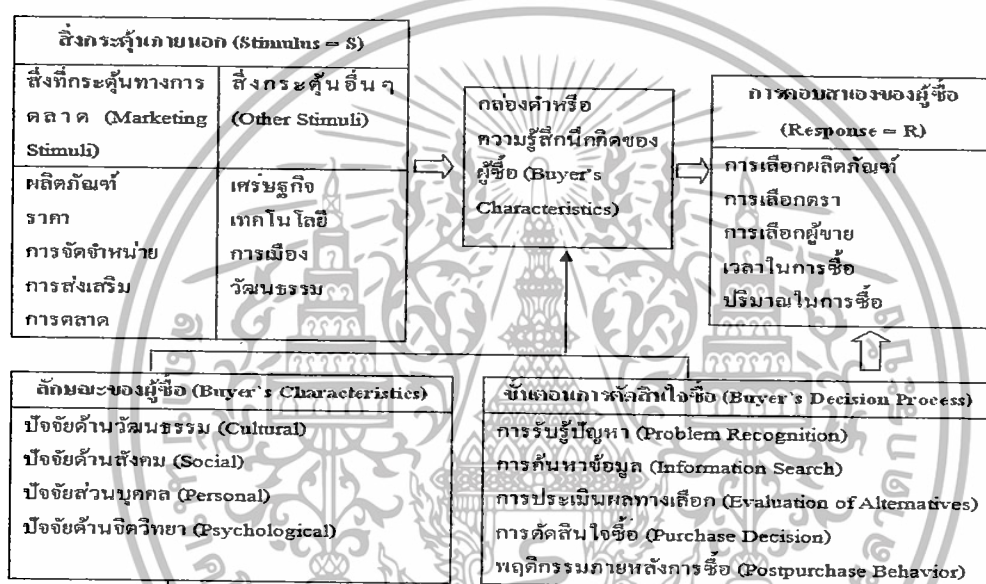 สิ่งกระตุ้นภายนอก (Stimulus = S)
สิ่งที่กระตุ้นทางการ
ตลาด (Marketing
Stimuli)
สิ่งกระตุ้นอื่นๆ
(Other Stimuli)
ผลิตภัณฑ์
ราคา
การจัดจำหน่าย
การส่งเสริม
การตลาด
เศรษฐกิจ
เทคโนโลยี
การเมือง
วัฒนธรรม
กล่องดำหรือ
ความรู้สึกนึกคิดของ
ผู้ซื้อ (Buyer's
Characteristics)
การตอบสนองของผู้ซื้อ
(Response = R)
การเลือกผลิตภัณฑ์
การเลือกตรา
การเลือกผู้ขาย
เวลาในการซื้อ
ปริมาณในการซื้อ
ลักษณะของผู้ซื้อ (Buyer`s Characteristics)
ปัจจัยด้านวัฒนธรรม (Cultural)
ปัจจัยด้านสังคม (Social)
ปัจจัยส่วนบุคคล (Personal)
ปัจจัยด้านจิตวิทยา (Psychological)
ขั้นตอนการตัดสินใจซื้อ (Buyer`s Decision Process)
การรับรู้ปัญหา (Problem Recognition)
การค้นหาข้อมูล (Information Search)
การประเมินผลทางเลือก (Evaluation of Alternatives)
การตัดสินใจซื้อ (Purchase Decision)
พฤติกรรมภายหลังการซื้อ (Postpurchase Behavior)